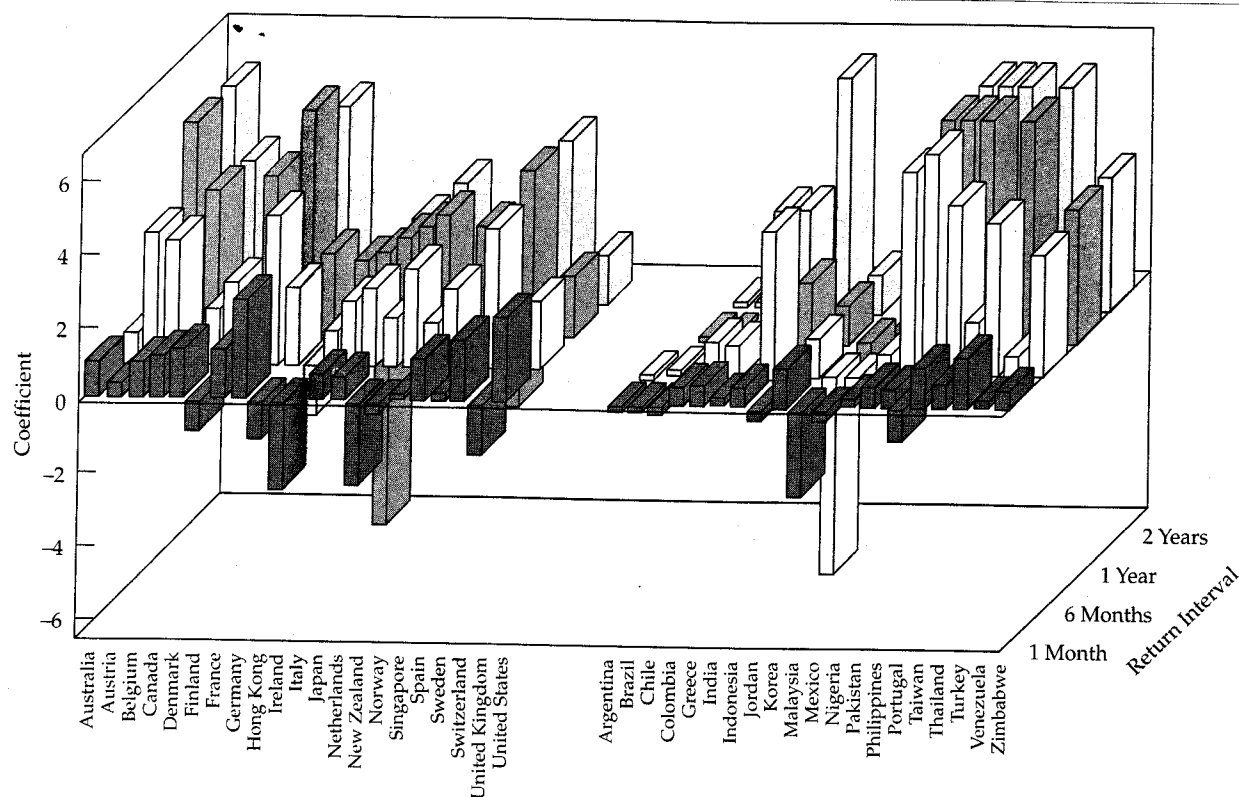 6
4
2
0
−2
−4
−6
Coefficient
Australia
Austria
Belgium
Canada
Denmark
Finland
France
Germany
Hong Kong
Ireland
Italy
Japan
Netherlands
New Zealand
Norway
Singapore
Spain
Sweden
Switzerland
United Kingdom
United States
Argentina
Brazil
Chile
Colombia
Greece
India
Indonesia
Jordan
Korea
Malaysia
Mexico
Nigeria
Pakistan
Philippines
Portugal
Taiwan
Thailand
Turkey
Venezuela
Zimbabwe
2 Years
1 Year
6 Months
1 Month
Return Interval